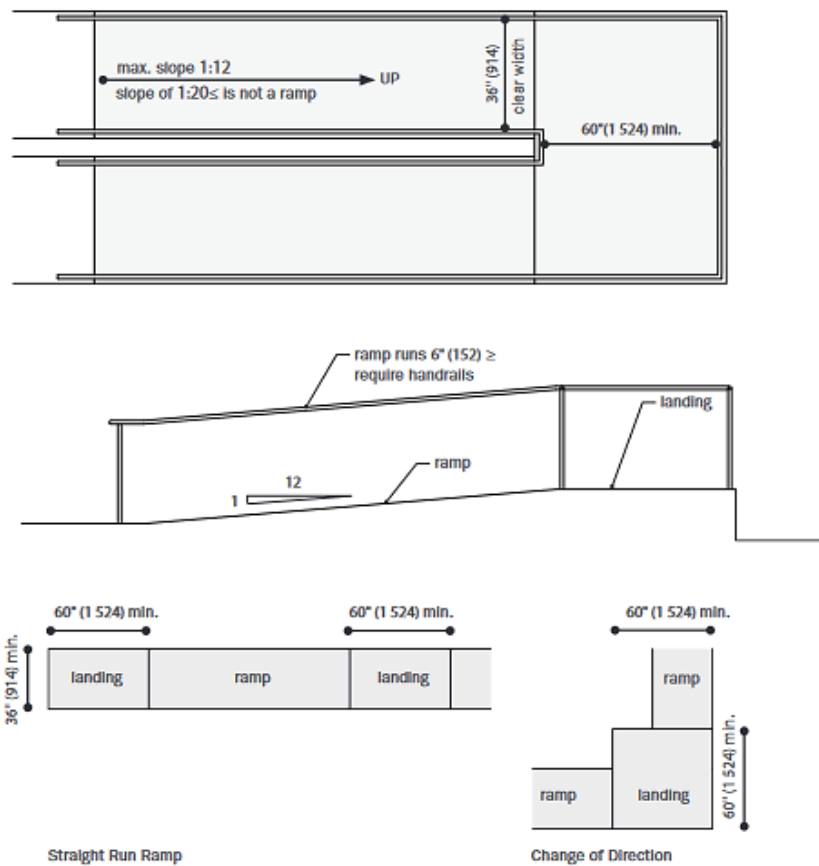 max. slope 1:12
slope of 1:20≤ is not a ramp
UP
36" (914)
clear width
60"(1 524) min.
ramp runs 6" (152) ≥
require handrails
landing
ramp
12
1
60" (1 524) min.
60" (1 524) min.
60" (1 524) min.
36" (914) min.
landing
ramp
landing
ramp
60" (1 524) min.
ramp
landing
Straight Run Ramp
Change of Direction